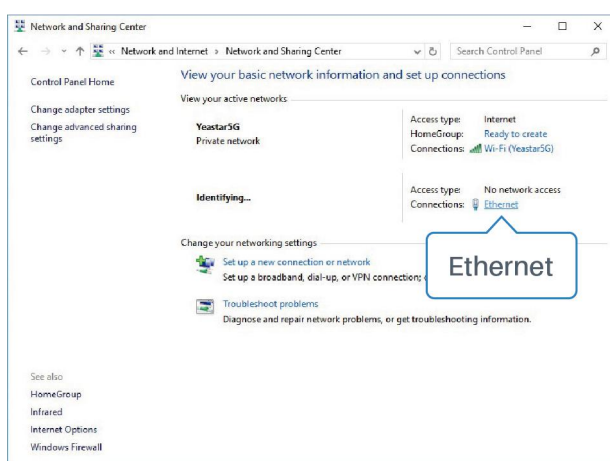 Network and Sharing Center
« Network and Internet › Network and Sharing Center
Search Control Panel
Control Panel Home
Change adapter settings
Change advanced sharing
settings
View your basic network information and set up connections
View your active networks
Yeastar5G
Private network
Access type: Internet
HomeGroup: Ready to create
Connections: Wi-Fi (Yeastar5G)
Identifying...
Access type: No network access
Connections: Ethernet
Ethernet
Change your networking settings
Set up a new connection or network
Set up a broadband, dial-up, or VPN connection;
Troubleshoot problems
Diagnose and repair network problems, or get troubleshooting information.
See also
HomeGroup
Infrared
Internet Options
Windows Firewall